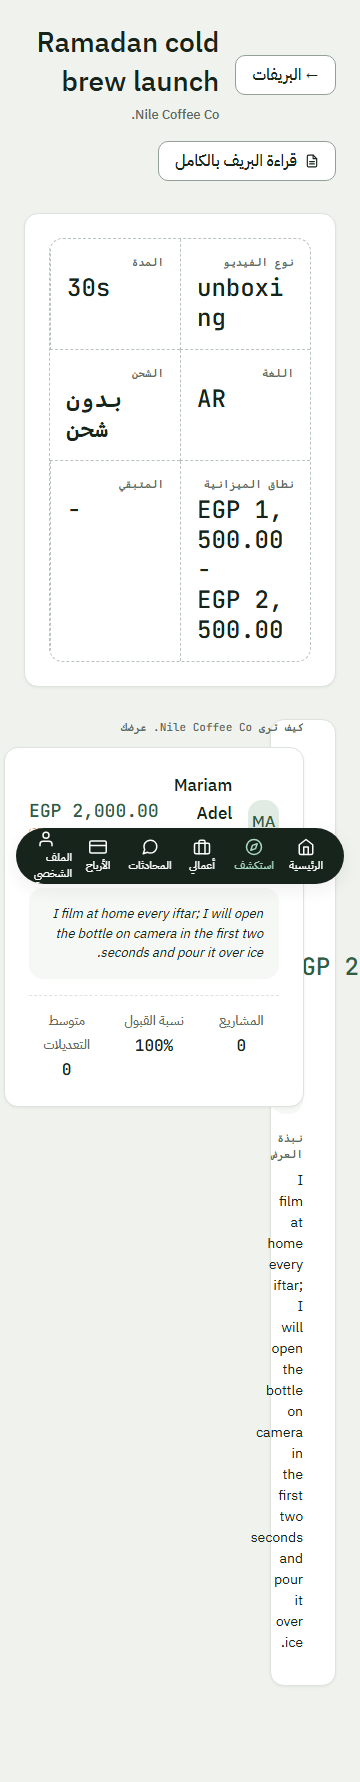 ← البريفات
Ramadan cold
brew launch
Nile Coffee Co.
قراءة البريف بالكامل
نوع الفيديو
unboxi
ng
المدة
30s
اللغة
AR
الشحن
بدون
شحن
نطاق الميزانية
EGP 1,
500.00
-
EGP 2,
500.00
المتبقي
-
كيف ترى Nile Coffee Co. عرضك
MA
Mariam
Adel
EGP 2,000.00
الرئيسية
استكشف
أعمالي
المحادثات
الأرباح
الملف
الشخصي
I film at home every iftar; I will open
the bottle on camera in the first two
seconds and pour it over ice.
المشاريع
0
نسبة القبول
100%
متوسط
التعديلات
0
GP 2
نبذة
العرض
I
film
at
home
every
iftar;
I
will
open
the
bottle
on
camera
in
the
first
two
seconds
and
pour
it
over
ice.